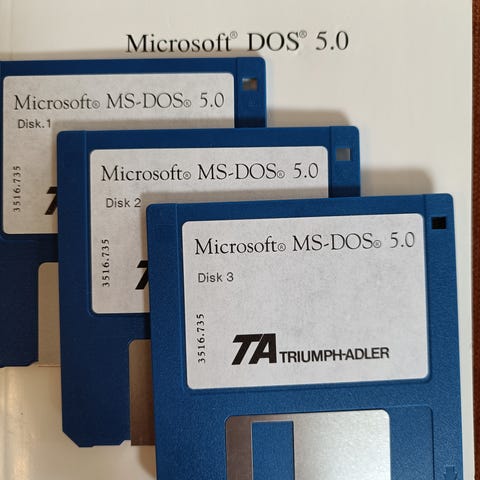 Microsoft® DOS® 5.0
Microsoft® MS-DOS® 5.0
Disk.1
3516.735
Microsoft® MS-DOS® 5.0
Disk 2
3516.735
Microsoft® MS-DOS® 5.0
Disk 3
3516.735
TA TRIUMPH-ADLER